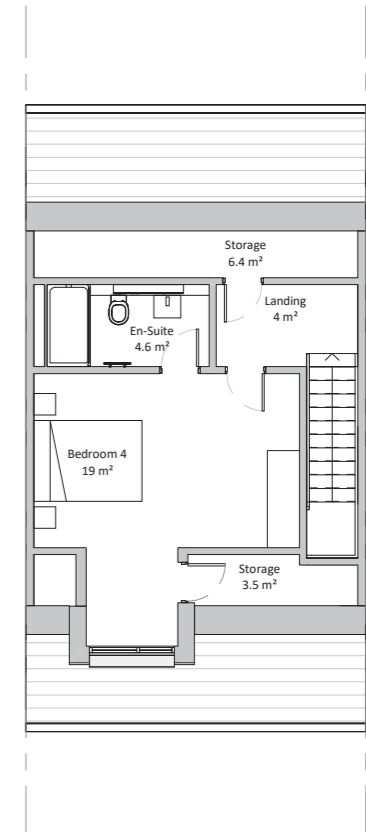 Storage
6.4 m²
Landing
4 m²
En-Suite
4.6 m²
Bedroom 4
19 m²
Storage
3.5 m²